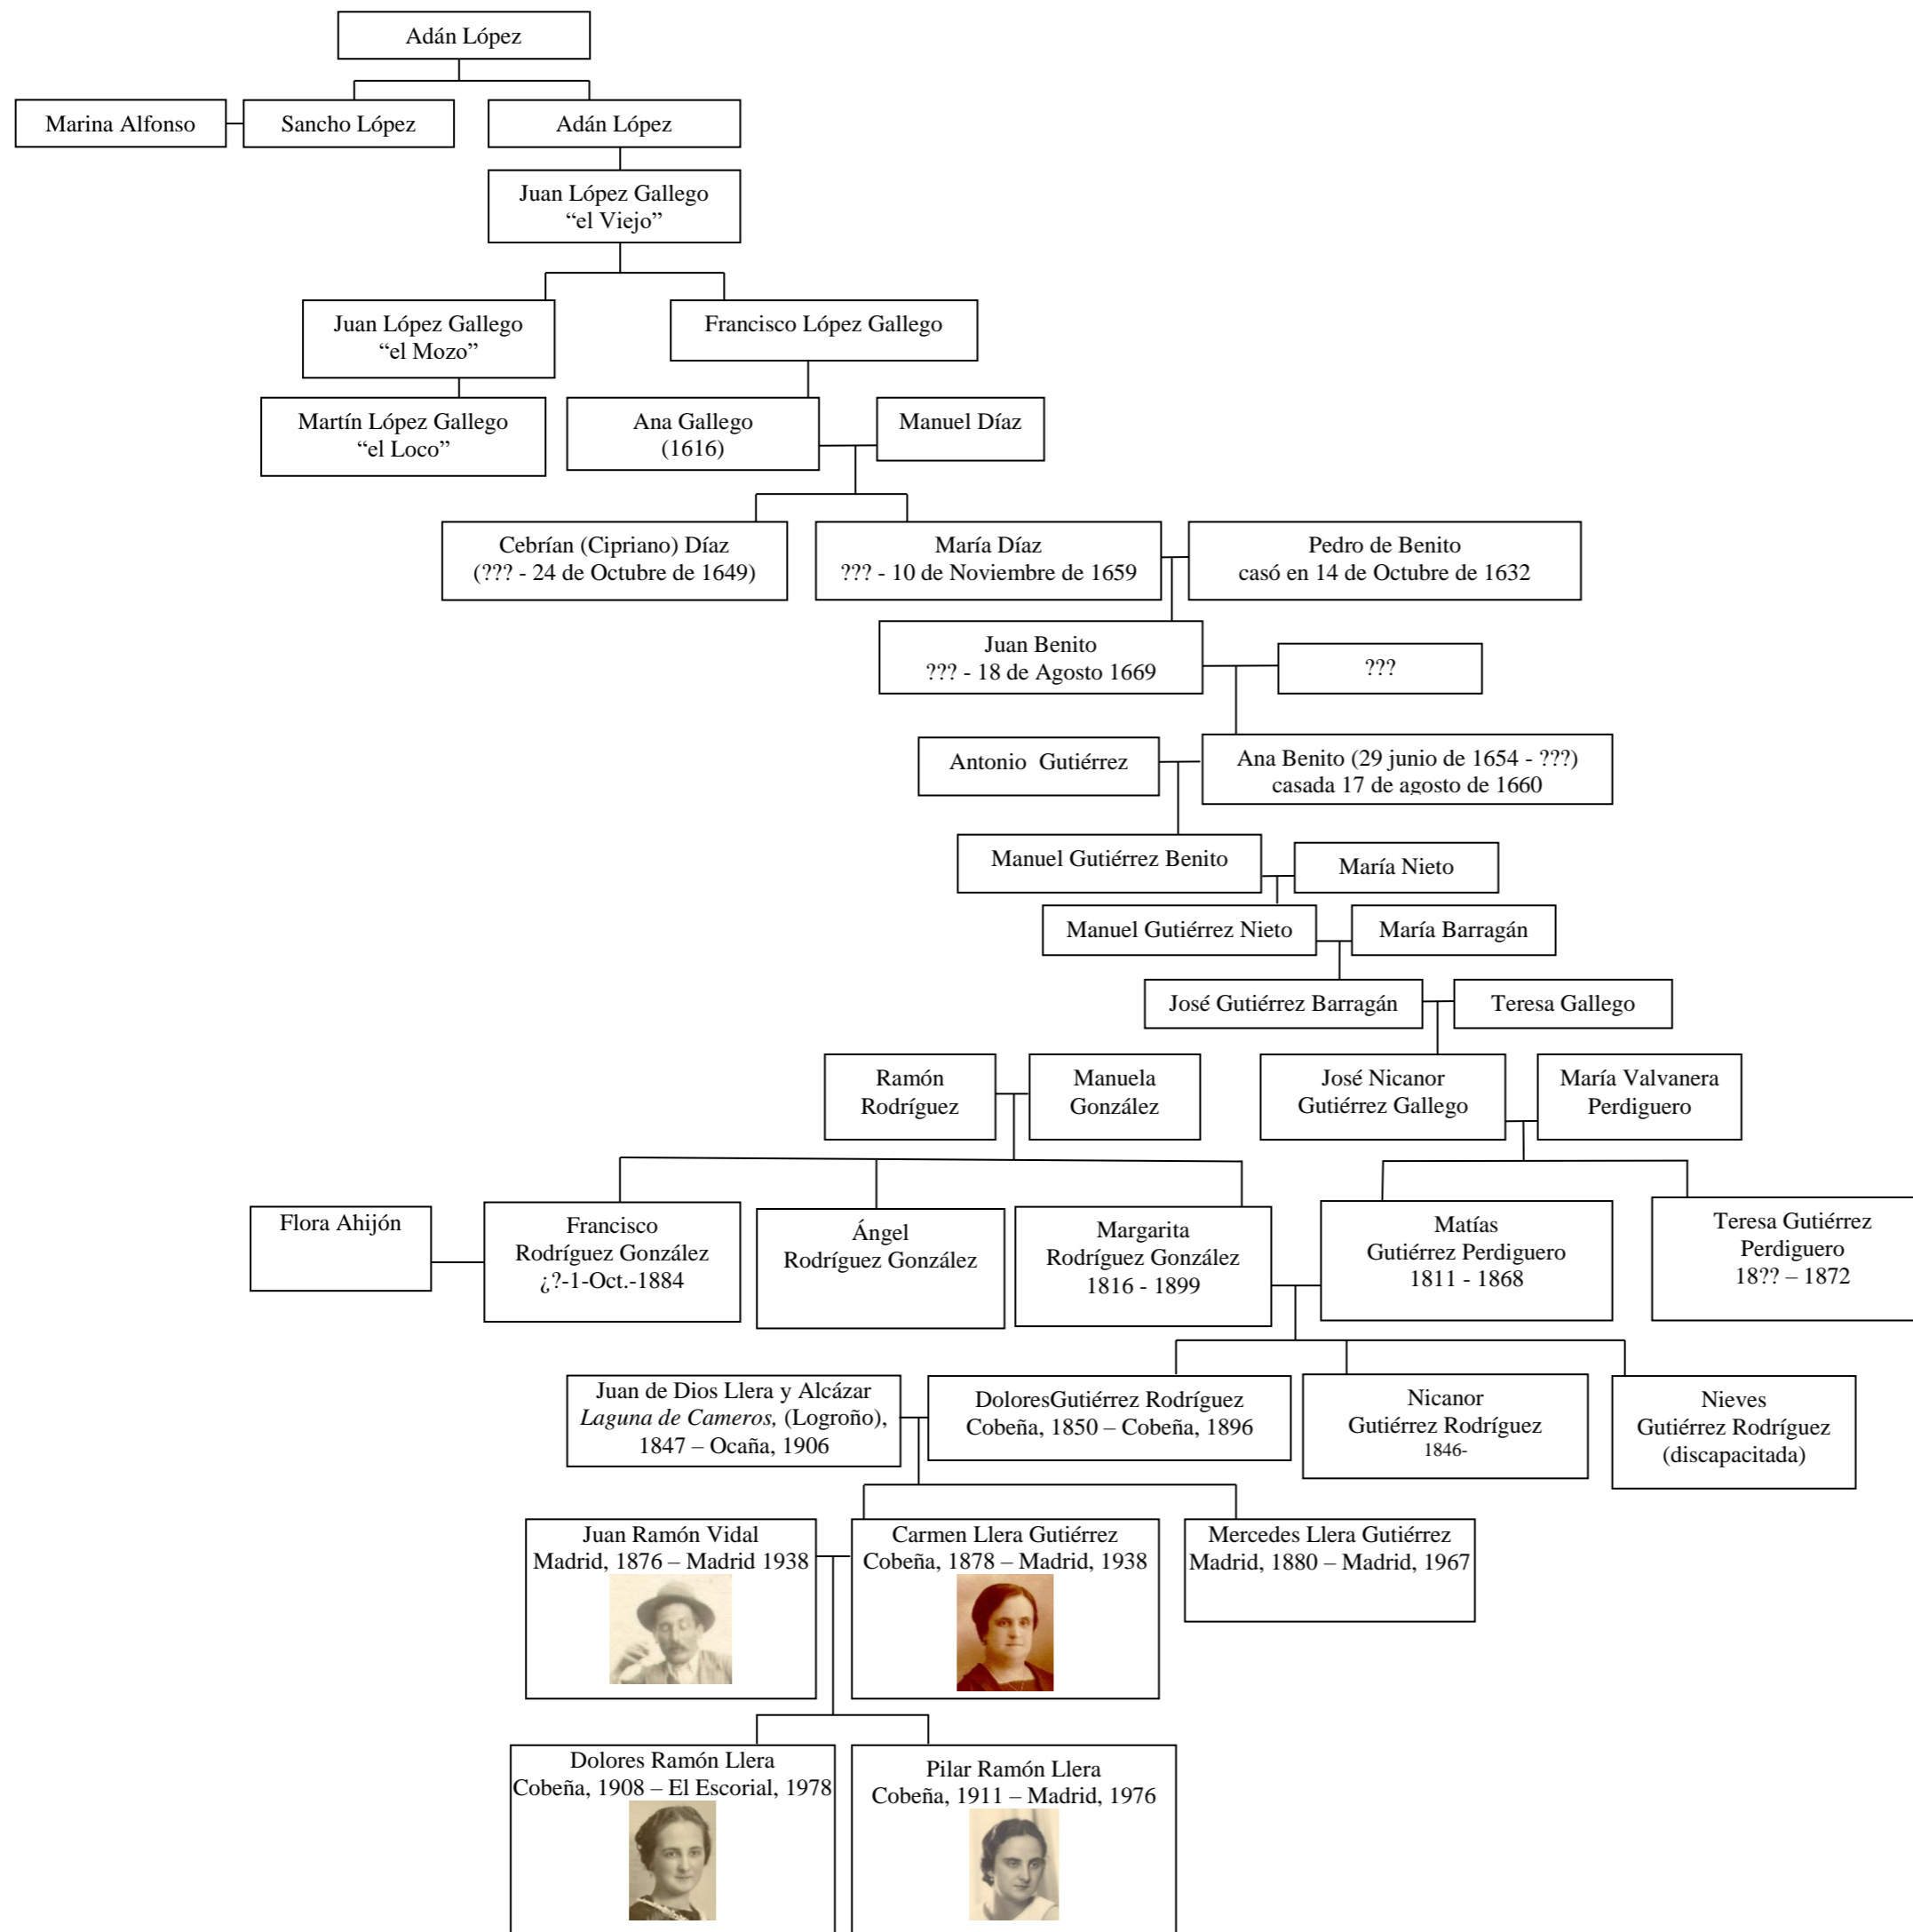 Adán López
Marina Alfonso
Sancho López
Adán López
Juan López Gallego
“el Viejo”
Juan López Gallego
“el Mozo”
Francisco López Gallego
Martín López Gallego
“el Loco”
Ana Gallego
(1616)
Manuel Díaz
Cebrían (Cipriano) Díaz
(??? - 24 de Octubre de 1649)
María Díaz
??? - 10 de Noviembre de 1659
Pedro de Benito
casó en 14 de Octubre de 1632
Juan Benito
??? - 18 de Agosto 1669
???
Antonio  Gutiérrez
Ana Benito (29 junio de 1654 - ???)
casada 17 de agosto de 1660
Manuel Gutiérrez Benito
María Nieto
Manuel Gutiérrez Nieto
María Barragán
José Gutiérrez Barragán
Teresa Gallego
Ramón
Rodríguez
Manuela
González
José Nicanor
Gutiérrez Gallego
María Valvanera
Perdiguero
Flora Ahijón
Francisco
Rodríguez González
¿?-1-Oct.-1884
Ángel
Rodríguez González
Margarita
Rodríguez González
1816 - 1899
Matías
Gutiérrez Perdiguero
1811 - 1868
Teresa Gutiérrez
Perdiguero
18?? – 1872
Juan de Dios Llera y Alcázar
Laguna de Cameros, (Logroño),
1847 – Ocaña, 1906
DoloresGutiérrez Rodríguez
Cobeña, 1850 – Cobeña, 1896
Nicanor
Gutiérrez Rodríguez
1846-
Nieves
Gutiérrez Rodríguez
(discapacitada)
Juan Ramón Vidal
Madrid, 1876 – Madrid 1938
Carmen Llera Gutiérrez
Cobeña, 1878 – Madrid, 1938
Mercedes Llera Gutiérrez
Madrid, 1880 – Madrid, 1967
Dolores Ramón Llera
Cobeña, 1908 – El Escorial, 1978
Pilar Ramón Llera
Cobeña, 1911 – Madrid, 1976